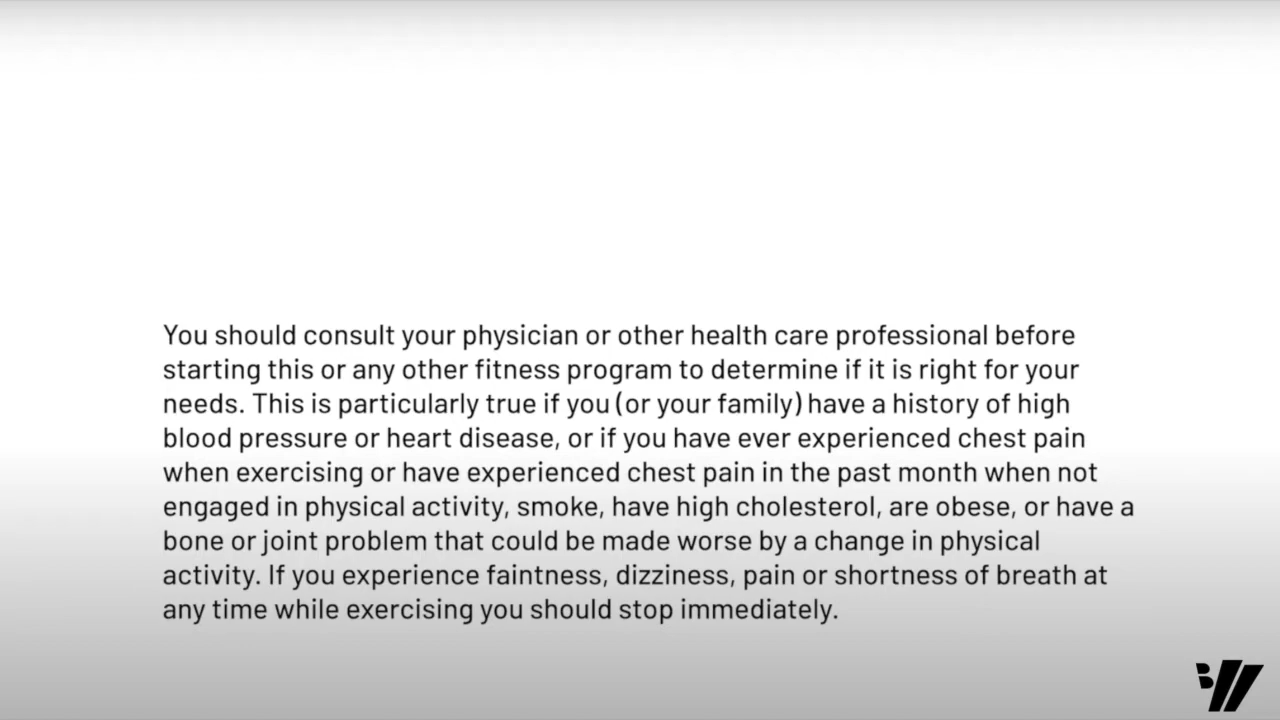 You should consult your physician or other health care professional before
starting this or any other fitness program to determine if it is right for your
needs. This is particularly true if you (or your family) have a history of high
blood pressure or heart disease, or if you have ever experienced chest pain
when exercising or have experienced chest pain in the past month when not
engaged in physical activity, smoke, have high cholesterol, are obese, or have a
bone or joint problem that could be made worse by a change in physical
activity. If you experience faintness, dizziness, pain or shortness of breath at
any time while exercising you should stop immediately.